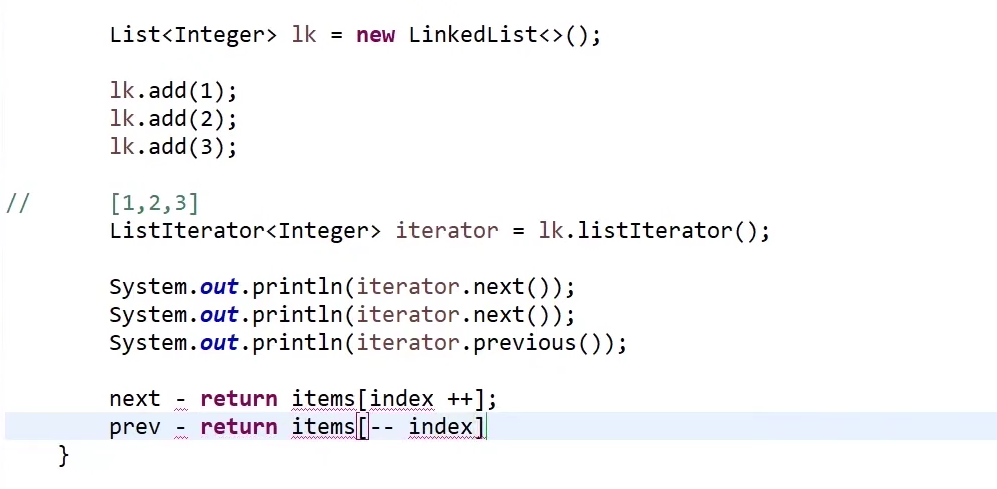 List<Integer> lk = new LinkedList<>();
lk.add(1);
lk.add(2);
lk.add(3);
// [1,2,3]
ListIterator<Integer> iterator = lk.listIterator();
System.out.println(iterator.next());
System.out.println(iterator.next());
System.out.println(iterator.previous());
next - return items[index ++];
prev - return items[-- index]
}